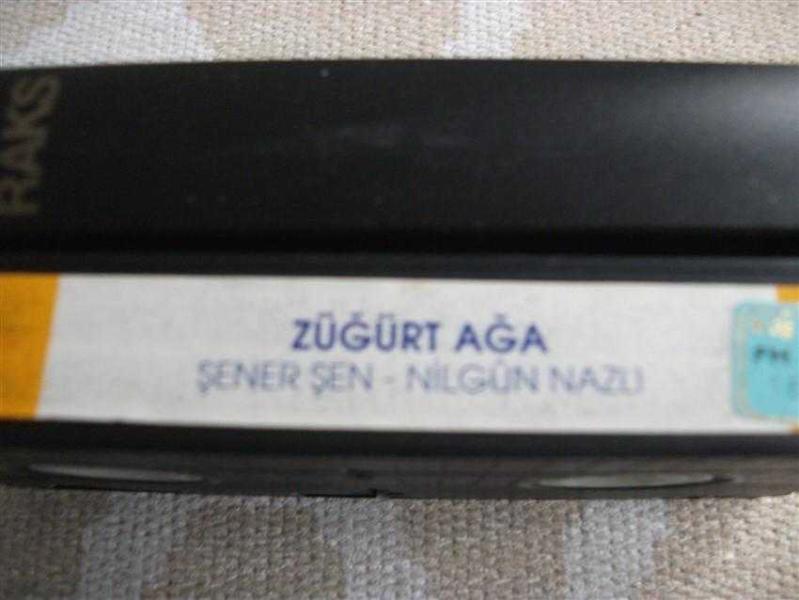 RAKS
ZÜĞÜRT AĞA
ŞENER ŞEN - NİLGÜN NAZLI